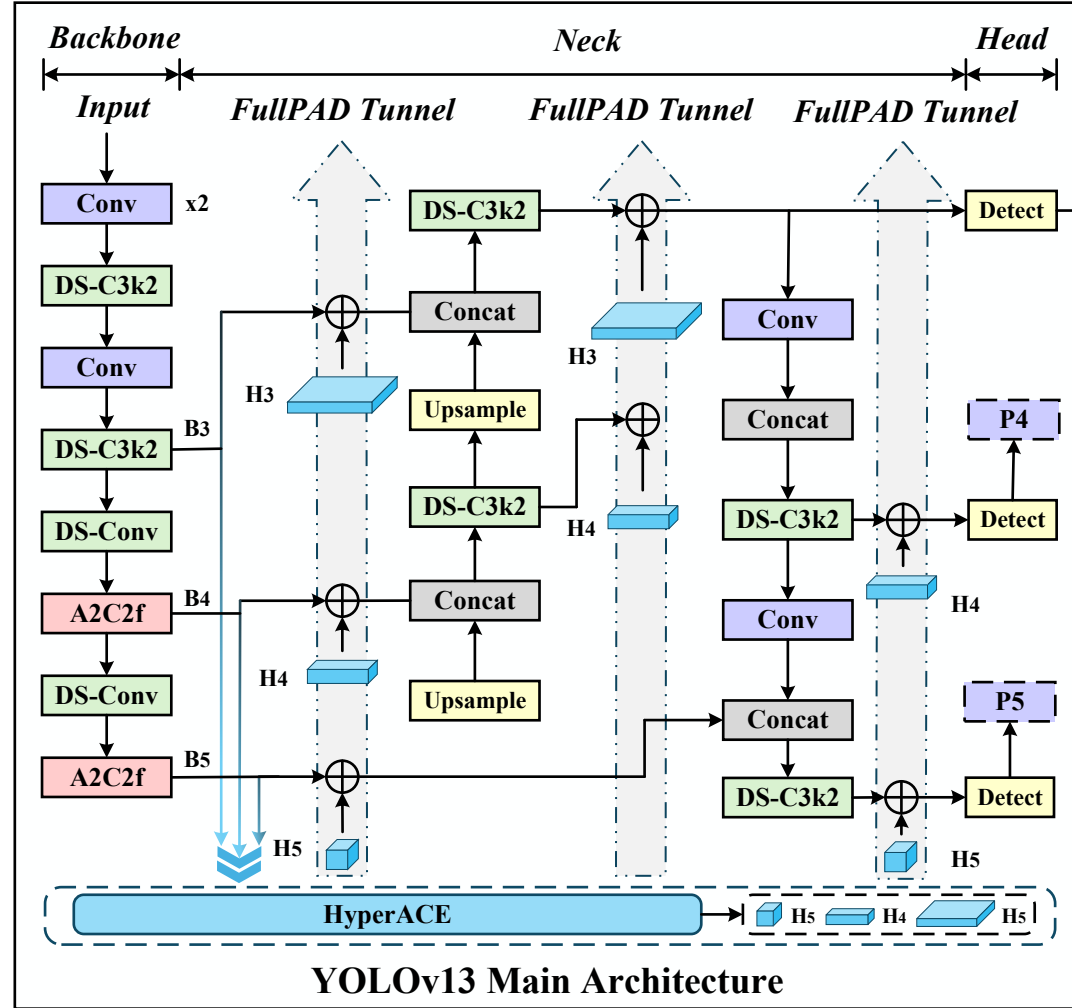 Backbone
Neck
Head
Input
FullPAD Tunnel
FullPAD Tunnel
FullPAD Tunnel
Conv
x2
DS-C3k2
Conv
DS-C3k2
B3
DS-Conv
A2C2f
B4
DS-Conv
A2C2f
B5
H3
H4
H5
DS-C3k2
Concat
Upsample
DS-C3k2
Concat
Upsample
H3
H4
Conv
Concat
DS-C3k2
Conv
Concat
DS-C3k2
H4
H5
Detect
P4
Detect
P5
Detect
HyperACE
H5
H4
H5
YOLOv13 Main Architecture